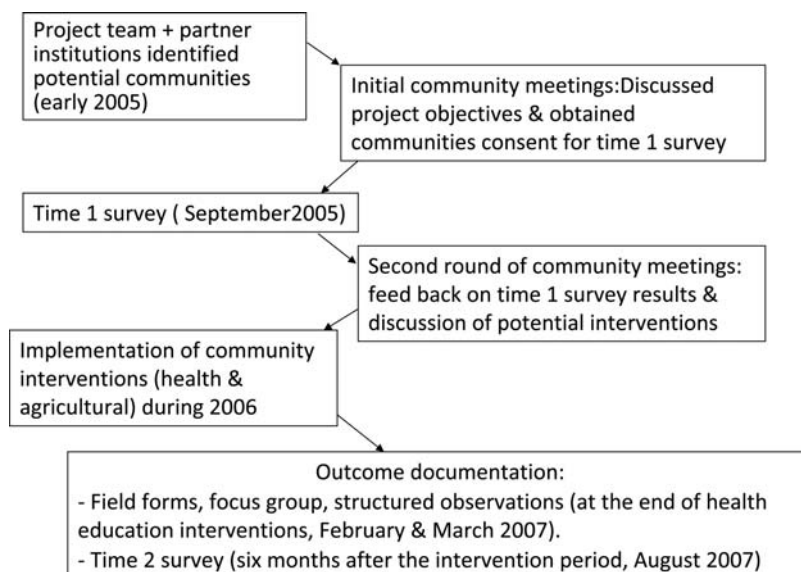 Project team + partner
institutions identified
potential communities
(early 2005)
Initial community meetings:Discussed
project objectives & obtained
communities consent for time 1 survey
Time 1 survey ( September2005)
Second round of community meetings:
feed back on time 1 survey results &
discussion of potential interventions
Implementation of community
interventions (health &
agricultural) during 2006
Outcome documentation:
- Field forms, focus group, structured observations (at the end of health
education interventions, February & March 2007).
- Time 2 survey (six months after the intervention period, August 2007)